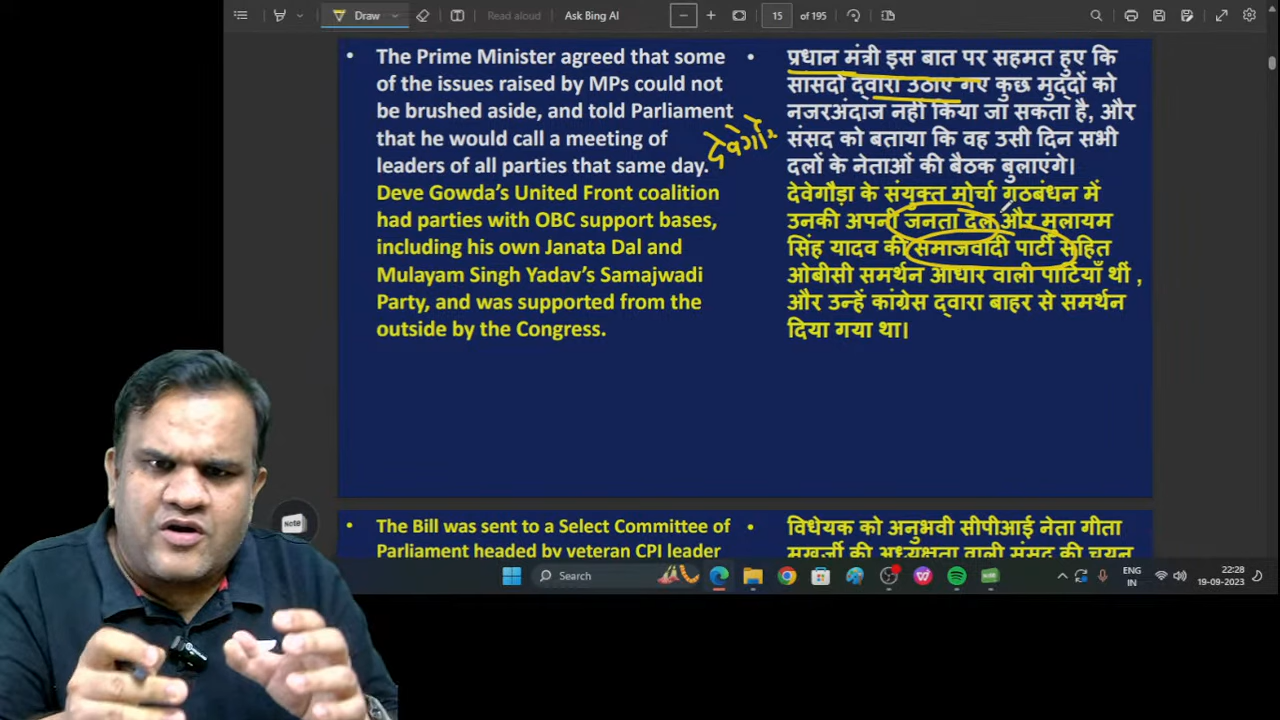 Draw
Read aloud
Ask Bing AI
15 of 195
The Prime Minister agreed that some
of the issues raised by MPs could not
be brushed aside, and told Parliament
that he would call a meeting of
leaders of all parties that same day.
Deve Gowda's United Front coalition
had parties with OBC support bases,
including his own Janata Dal and
Mulayam Singh Yadav's Samajwadi
Party, and was supported from the
outside by the Congress.
प्रधान मंत्री इस बात पर सहमत हुए कि
सांसदों द्वारा उठाए गए कुछ मुद्दों को
नजरअंदाज नहीं किया जा सकता है, और
संसद को बताया कि वह उसी दिन सभी
दलों के नेताओं की बैठक बुलाएंगे।
देवेगौड़ा के संयुक्त मोर्चा गठबंधन में
उनकी अपनी जनता दल और मुलायम
सिंह यादव की समाजवादी पार्टी सहित
ओबीसी समर्थन आधार वाली पार्टियाँ थीं ,
और उन्हें कांग्रेस द्वारा बाहर से समर्थन
दिया गया था।
The Bill was sent to a Select Committee of
Parliament headed by veteran CPI leader
विधेयक को अनुभवी सीपीआई नेता गीता
मुखर्जी की अध्यक्षता वाली संसद की चयन
Note
Search
ENG
IN
22:28
19-09-2023